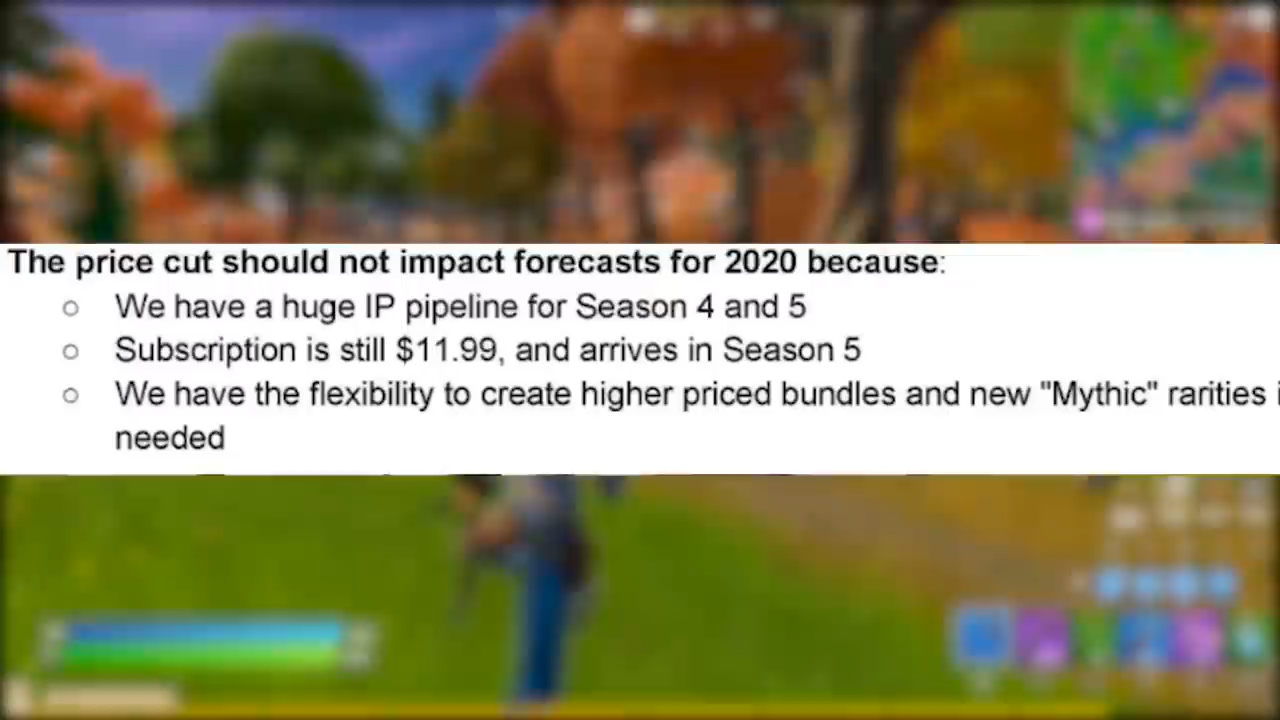 The price cut should not impact forecasts for 2020 because:
○ We have a huge IP pipeline for Season 4 and 5
○ Subscription is still $11.99, and arrives in Season 5
○ We have the flexibility to create higher priced bundles and new "Mythic" rarities
needed